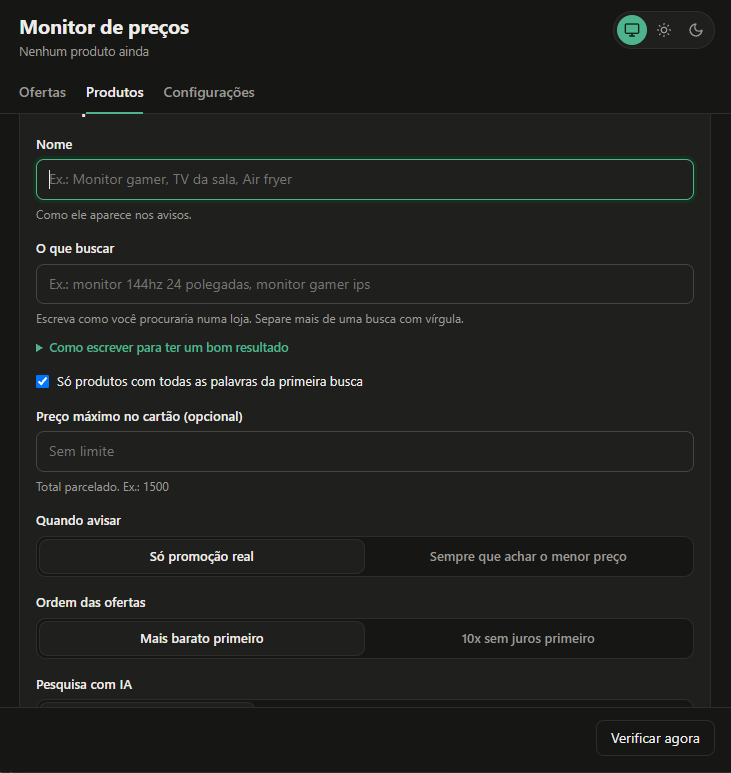 Monitor de preços
Nenhum produto ainda
Ofertas Produtos Configurações
Nome
Ex.: Monitor gamer, TV da sala, Air fryer
Como ele aparece nos avisos.
O que buscar
Ex.: monitor 144hz 24 polegadas, monitor gamer ips
Escreva como você procuraria numa loja. Separe mais de uma busca com vírgula.
Como escrever para ter um bom resultado
Só produtos com todas as palavras da primeira busca
Preço máximo no cartão (opcional)
Sem limite
Total parcelado. Ex.: 1500
Quando avisar
Só promoção real Sempre que achar o menor preço
Ordem das ofertas
Mais barato primeiro 10x sem juros primeiro
Pesquisa com IA
Verificar agora